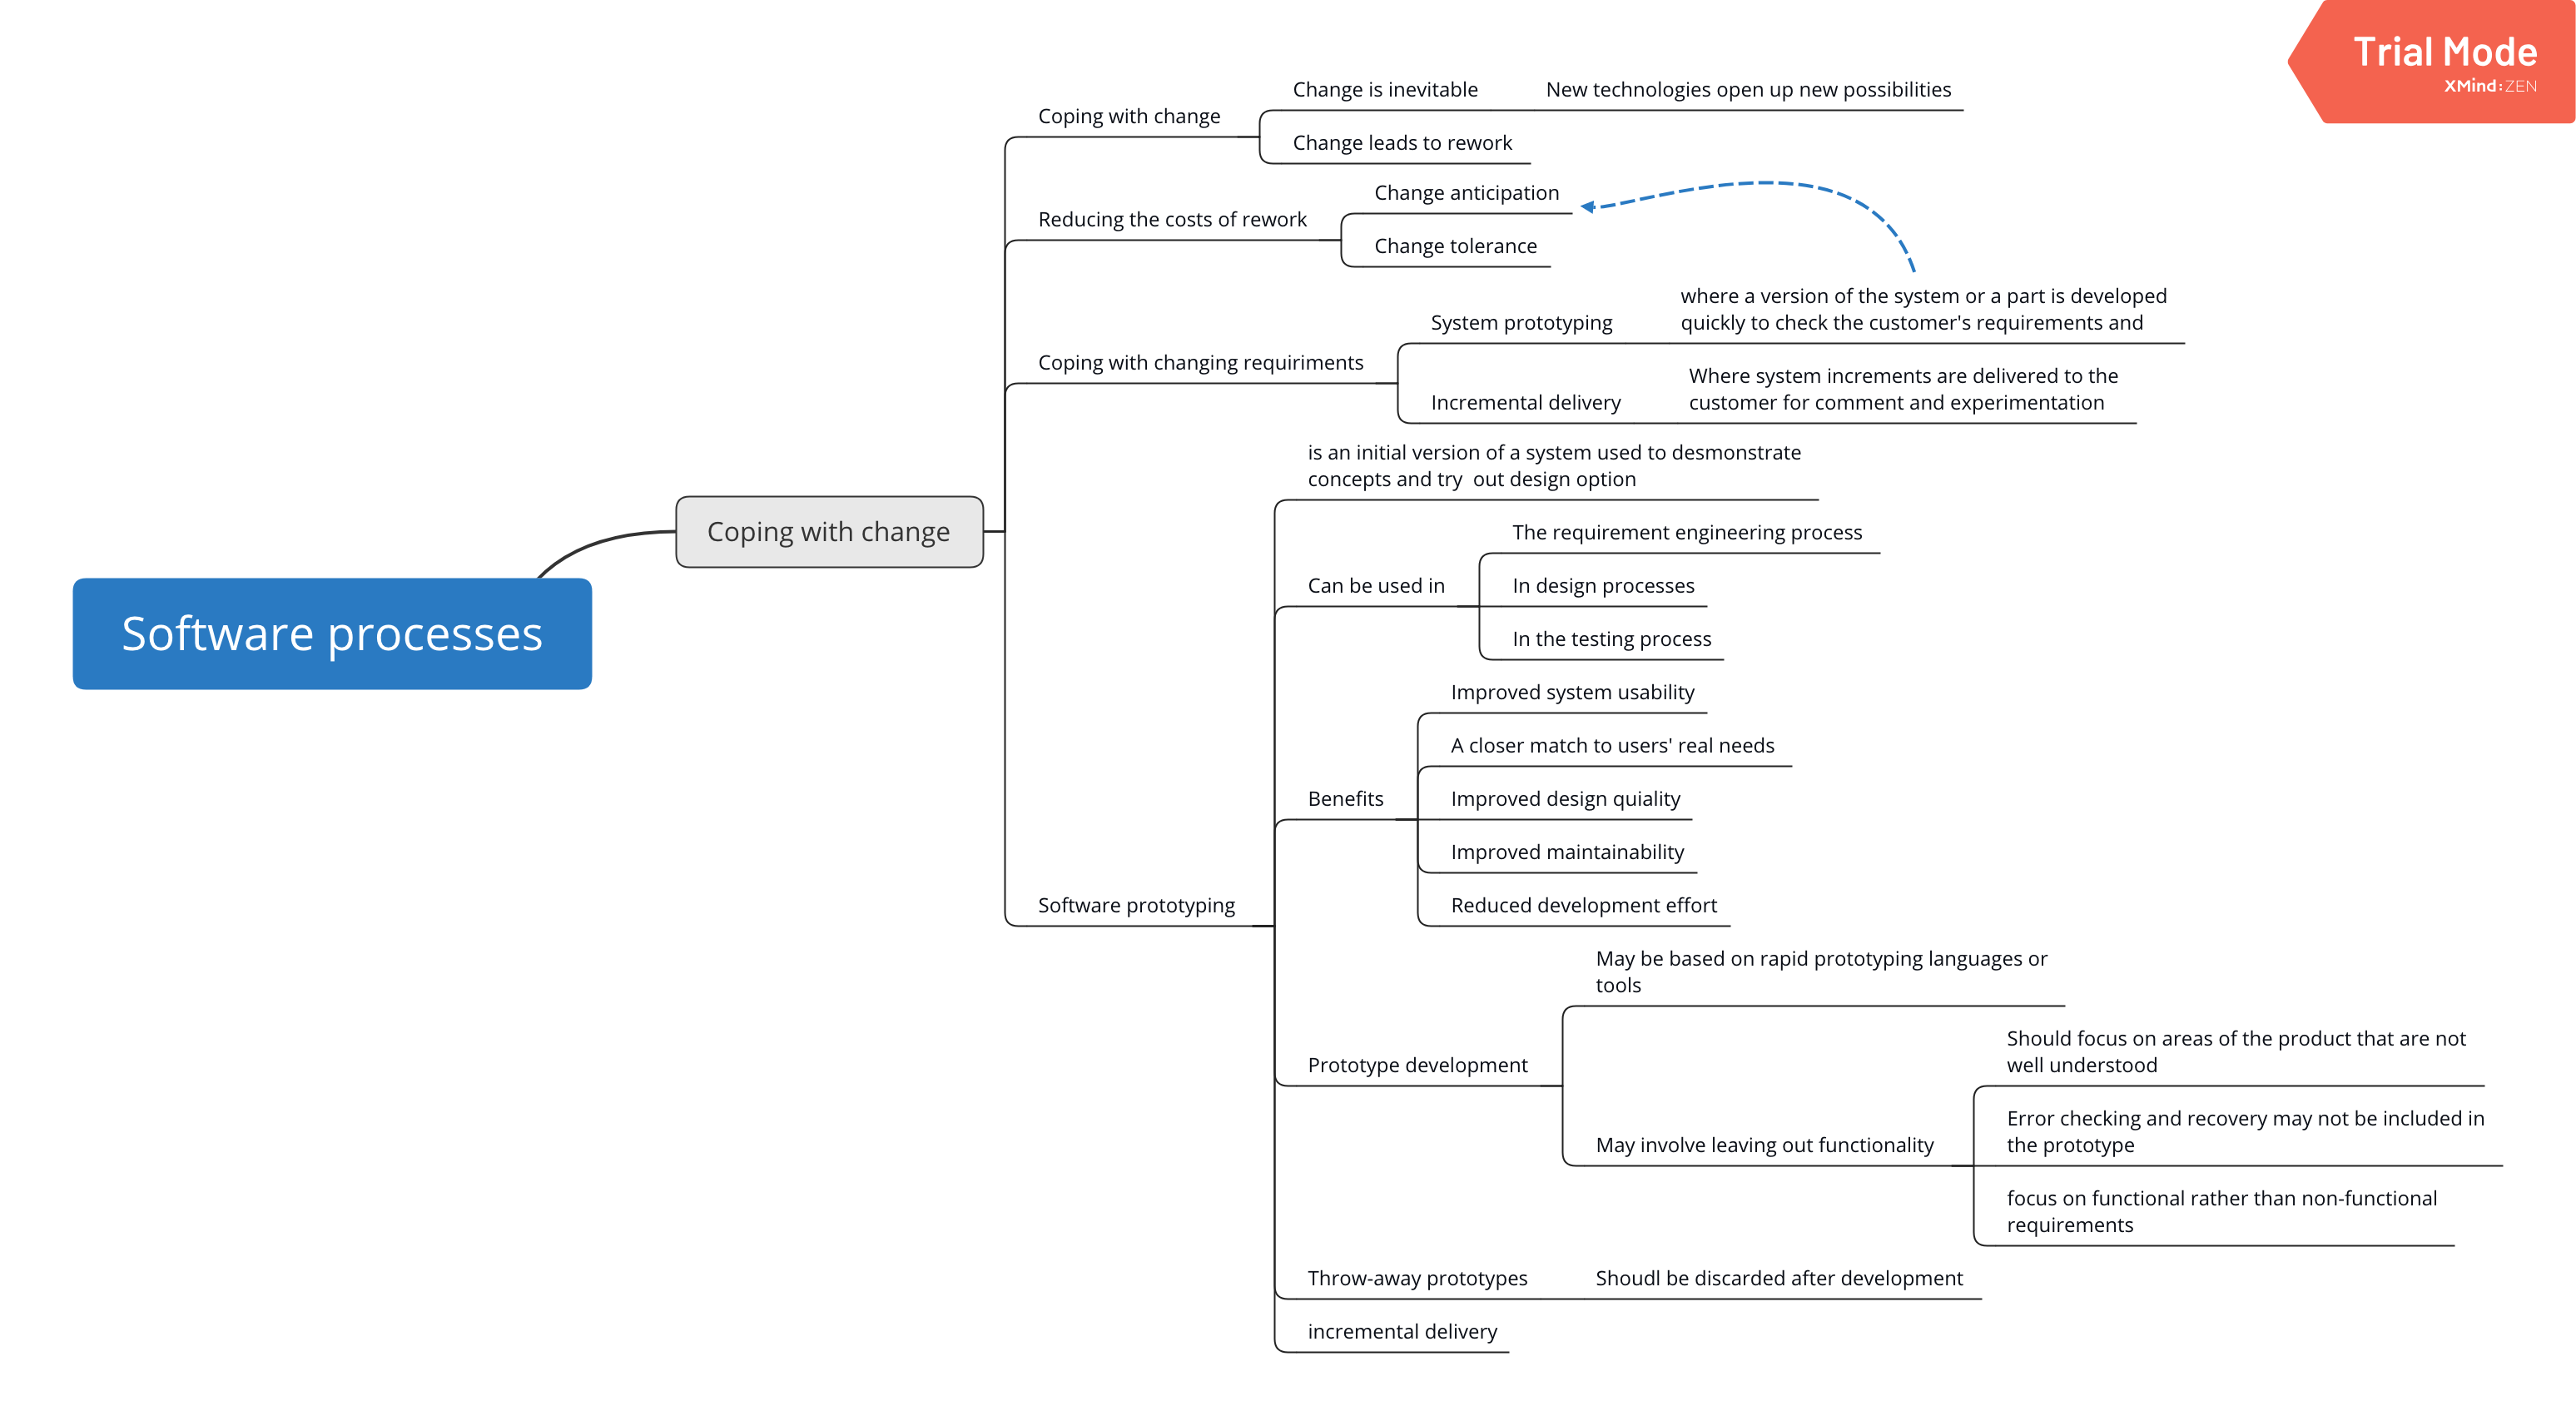 Trial Mode
XMind:ZEN
Change is inevitable
New technologies open up new possibilities
Coping with change
Change leads to rework
Change anticipation
Reducing the costs of rework
Change tolerance
where a version of the system or a part is developed
quickly to check the customer's requirements and
System prototyping
Coping with changing requiriments
Where system increments are delivered to the
customer for comment and experimentation
Incremental delivery
is an initial version of a system used to desmonstrate
concepts and try  out design option
Coping with change
The requirement engineering process
Can be used in
In design processes
In the testing process
Software processes
Improved system usability
A closer match to users' real needs
Benefits
Improved design quiality
Improved maintainability
Software prototyping
Reduced development effort
May be based on rapid prototyping languages or
tools
Prototype development
Should focus on areas of the product that are not
well understood
May involve leaving out functionality
Error checking and recovery may not be included in
the prototype
focus on functional rather than non-functional
requirements
Throw-away prototypes
Shoudl be discarded after development
incremental delivery